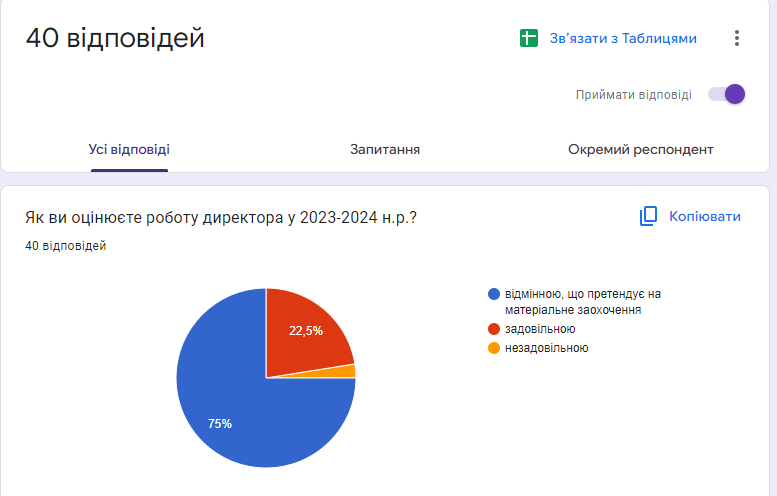 40 відповідей
Зв’язати з Таблицями
Приймати відповіді
Усі відповіді
Запитання
Окремий респондент
Як ви оцінюєте роботу директора у 2023-2024 н.р.?
Копіювати
40 відповідей
відмінною, що претендує на
матеріальне заохочення
задовільною
незадовільною
22,5%
75%